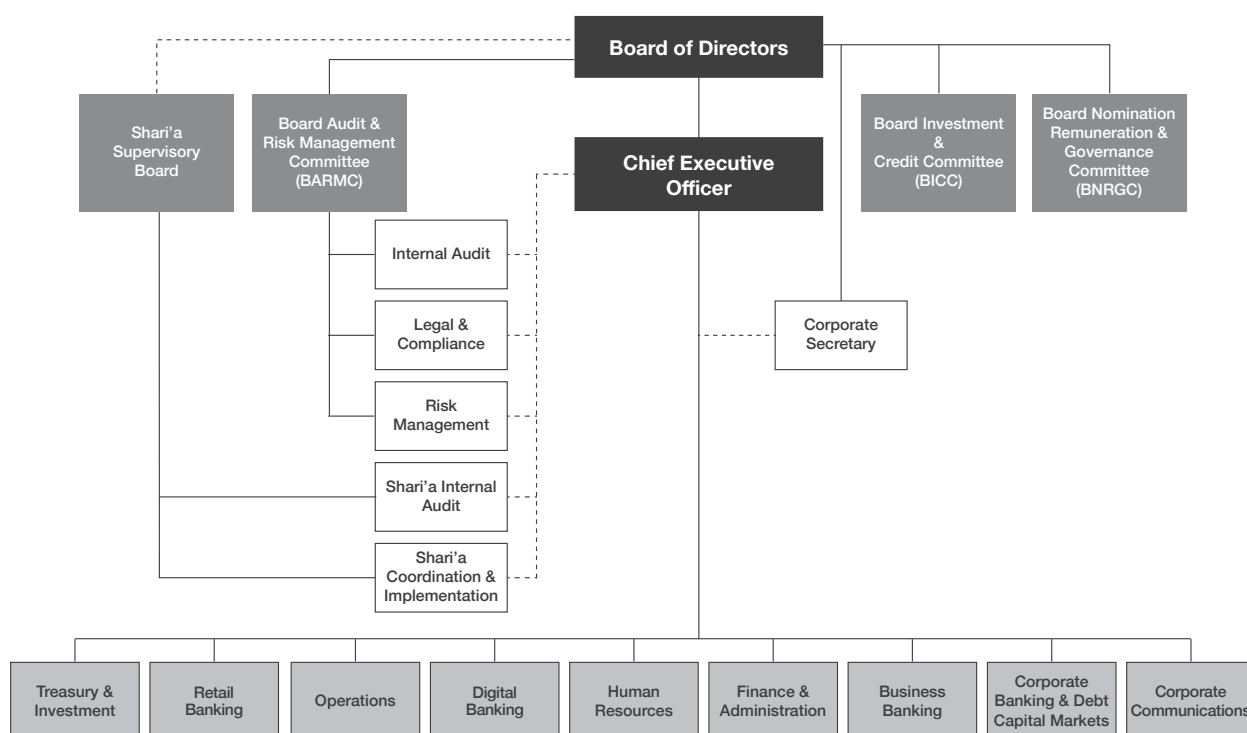 Board of Directors
Shari’a
Supervisory
Board
Board Audit &
Risk Management
Committee
(BARMC)
Chief Executive
Officer
Board Investment
&
Credit Committee
(BICC)
Board Nomination
Remuneration &
Governance
Committee
(BNRGC)
Internal Audit
Legal &
Compliance
Corporate
Secretary
Risk
Management
Shari’a Internal
Audit
Shari’a
Coordination &
Implementation
Treasury &
Investment
Retail
Banking
Operations
Digital
Banking
Human
Resources
Finance &
Administration
Business
Banking
Corporate
Banking & Debt
Capital Markets
Corporate
Communications